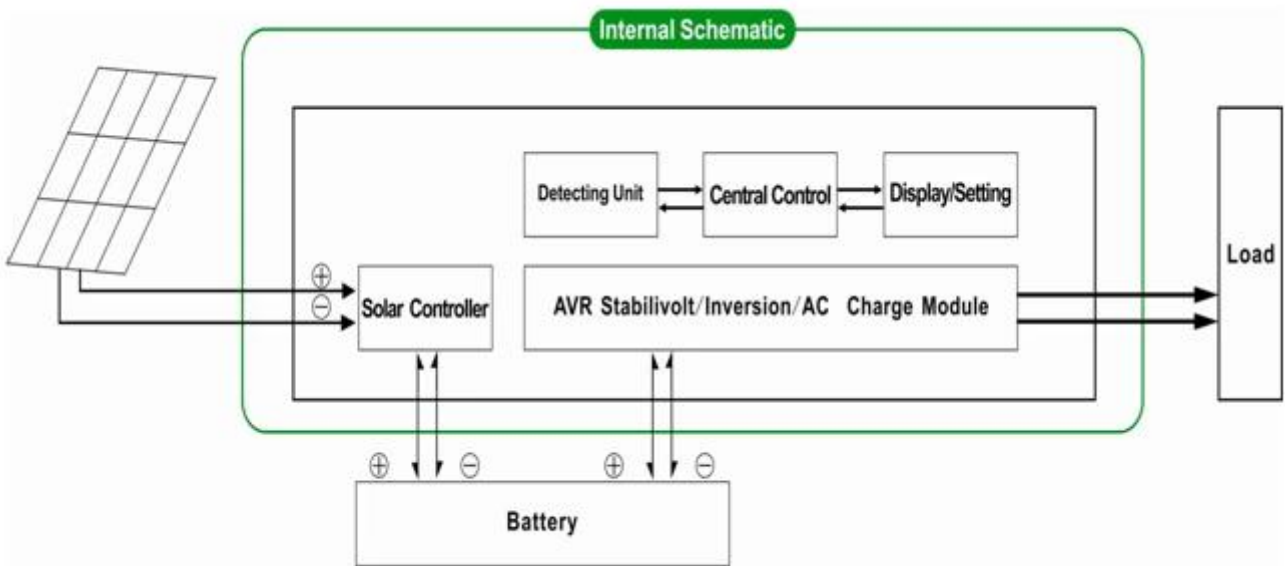 Internal Schematic
Detecting Unit
Central Control
Display/Setting
Load
⊕
⊖
Solar Controller
AVR Stabilivolt/Inversion/AC Charge Module
⊕ ⊖ ⊕ ⊖
Battery